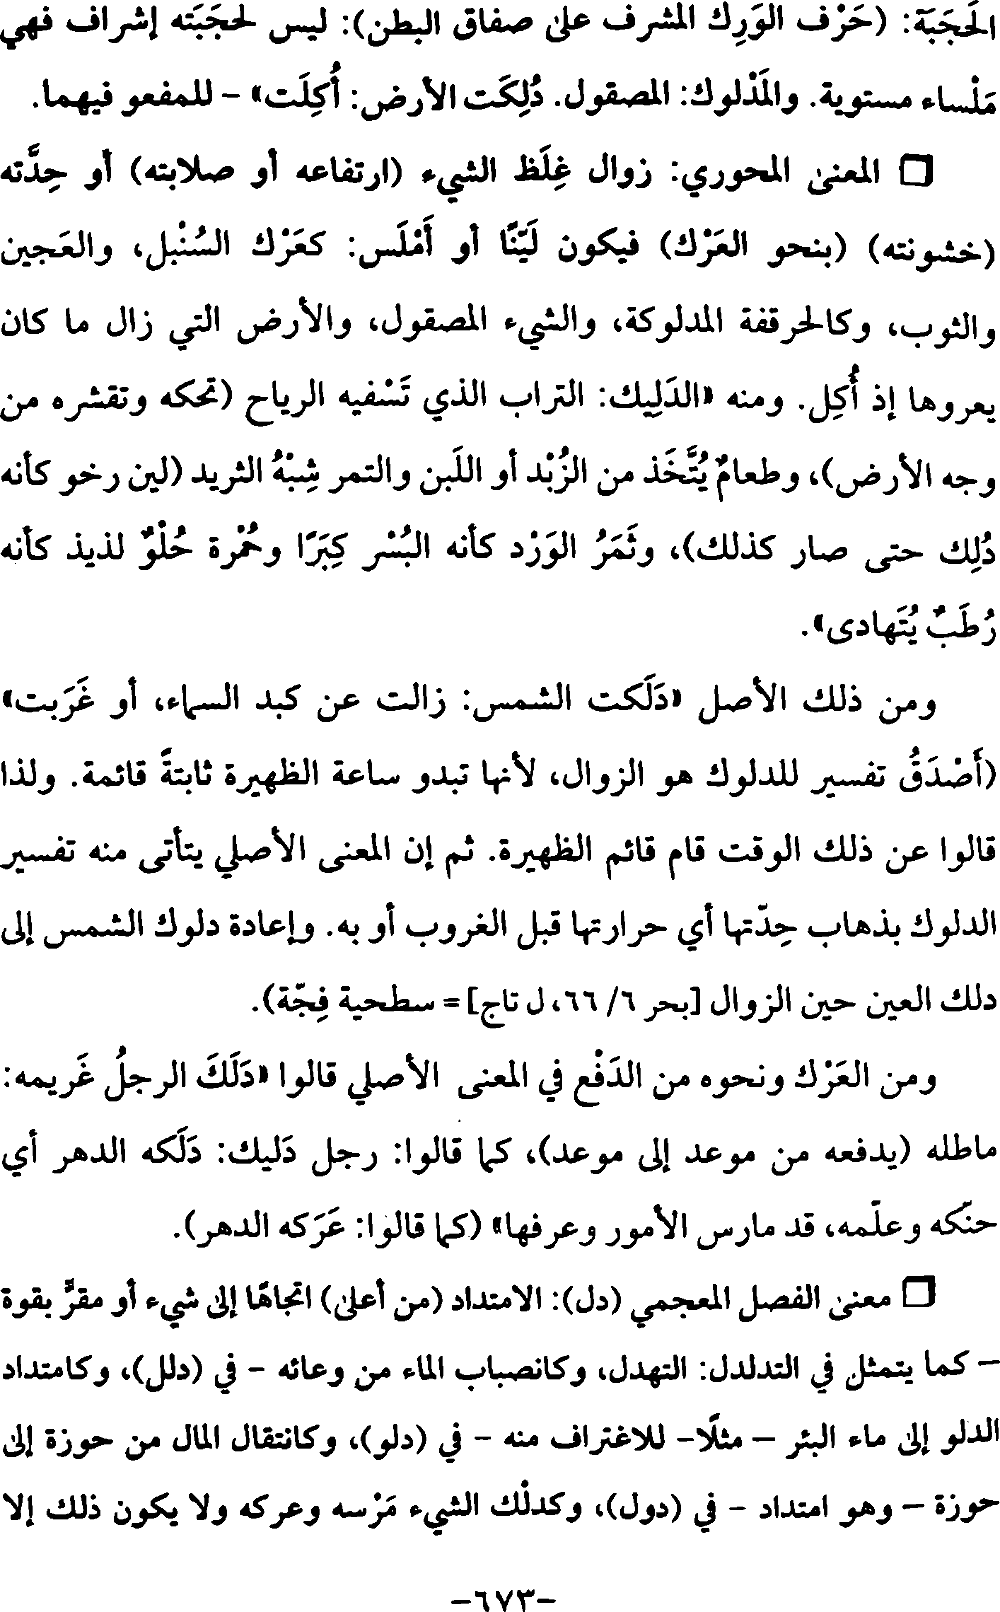 الحَجَبَة: (حَرْف الوَرِك المشرف على صفاق البطن): ليس لحجَبَته إشراف فهي
مَلْساء مستوية. والمَدْلوك: المصقول. دُلِكَت الأرض: أُكِلَت» – للمفعو فيهما.
❒ المعنى المحوري: زوال غِلَظ الشيء (ارتفاعه أو صلابته) أو حِدَّته
(خشونته) (بنحو العَرْك) فيكون لَيّنًا أو أَمْلَس: كعَرْك السُنْبل، والعَجين
والثوب، وكالحرقفة المدلوكة، والشيء المصقول، والأرض التي زال ما كان
يعروها إذ أُكِل. ومنه «الدَلِيك: التراب الذي تَسْفيه الرياح (تحكه وتقشره من
وجه الأرض)، وطعامٌ يُتَّخَذ من الزُبْد أو اللَبن والتمر شِبْهُ الثريد (لين رخو كأنه
دُلِك حتى صار كذلك)، وثَمَرُ الوَرْد كأنه البُسْر كِبَرًا وحُمْرة حُلْوٌ لذيذ كأنه
رُطَبٌ يُتَهادى».
ومن ذلك الأصل «دَلَكت الشمس: زالت عن كبد السماء، أو غَرَبت»
(أَصْدَقُ تفسير للدلوك هو الزوال، لأنها تبدو ساعة الظهيرة ثابتةً قائمة. ولذا
قالوا عن ذلك الوقت قام قائم الظهيرة. ثم إن المعنى الأصلي يتأتى منه تفسير
الدلوك بذهاب حِدّتها أي حرارتها قبل الغروب أو به. وإعادة دلوك الشمس إلى
دلك العين حين الزوال [بحر ٦/ ٦٦، ل تاج] = سطحية فِجّة).
ومن العَرْك ونحوه من الدَفْع في المعنى الأصلي قالوا «دَلَكَ الرجلُ غَريمه:
ماطله (يدفعه من موعد إلى موعد)، كما قالوا: رجل دَليك: دَلَكه الدهر أي
حنّكه وعلّمه، قد مارس الأمور وعرفها» (كما قالوا: عَرَكه الدهر).
❒ معنى الفصل المعجمي (دل): الامتداد (من أعلى) اتجاهًا إلى شيء أو مقرٍّ بقوة
– كما يتمثل في التدلدل: التهدل، وكانصباب الماء من وعائه – في (دلل)، وكامتداد
الدلو إلى ماء البئر – مثلًا– للاغتراف منه – في (دلو)، وكانتقال المال من حوزة إلى
حوزة – وهو امتداد – في (دول)، وكدلْك الشيء مَرْسه وعركه ولا يكون ذلك إلا
–٦٧٣–